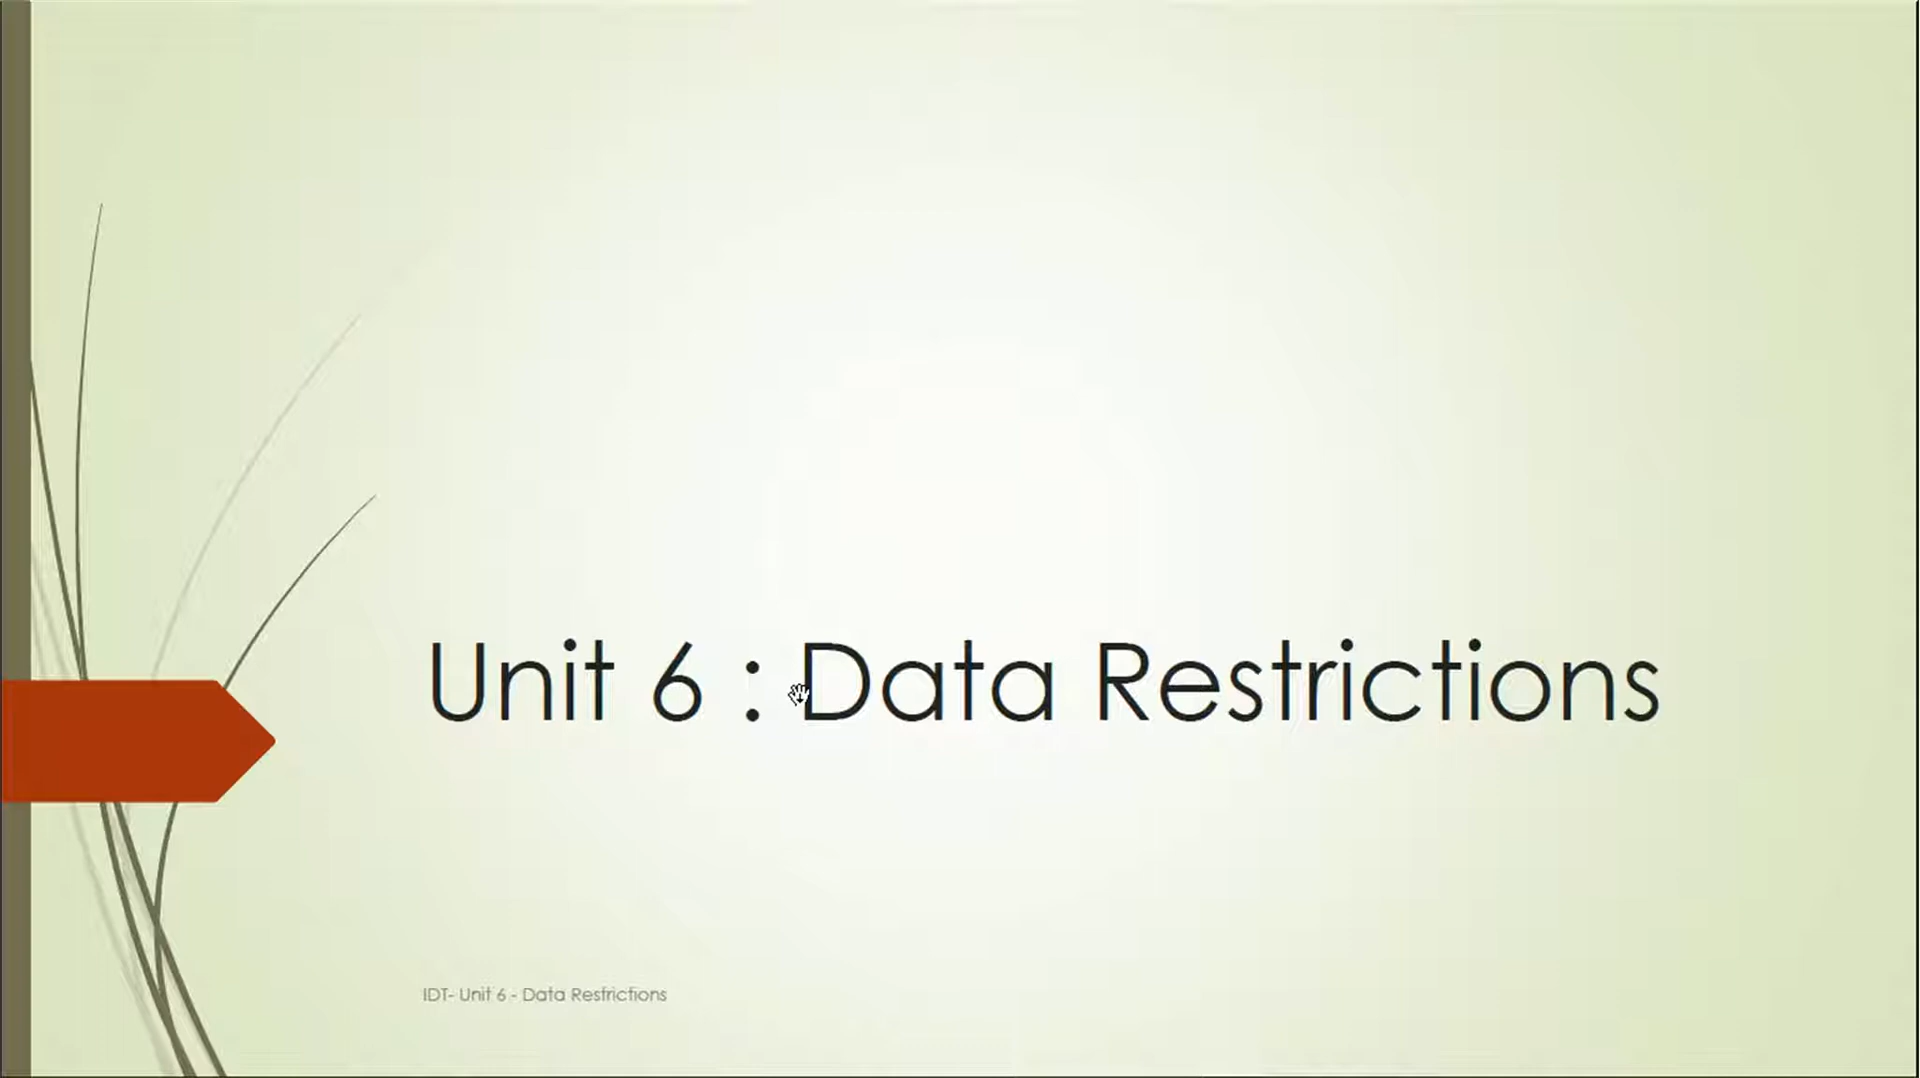 Unit 6 : Data Restrictions
IDT- Unit 6 - Data Restrictions